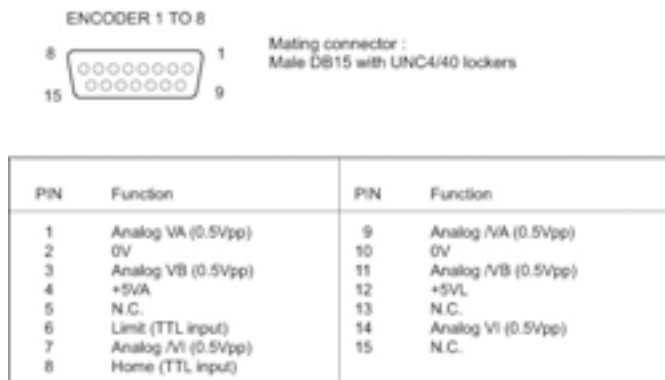 ENCODER 1 TO 8
8 1
15 9
Mating connector :
Male DB15 with UNC4/40 lockers
PIN Function PIN Function
1 Analog VA (0.5Vpp) 9 Analog /VA (0.5Vpp)
2 0V 10 0V
3 Analog VB (0.5Vpp) 11 Analog /VB (0.5Vpp)
4 +5VA 12 +5VL
5 N.C. 13 N.C.
6 Limit (TTL input) 14 Analog VI (0.5Vpp)
7 Analog /VI (0.5Vpp) 15 N.C.
8 Home (TTL input)